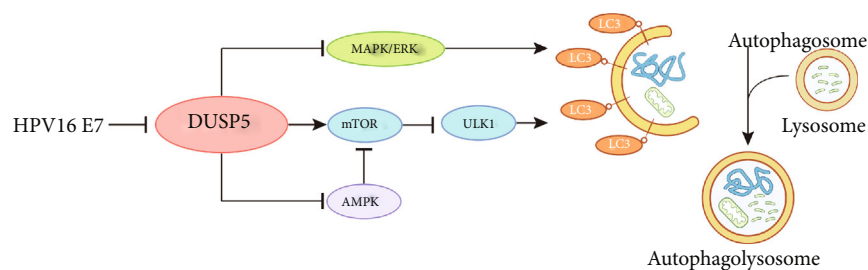 HPV16 E7
DUSP5
MAPK/ERK
mTOR
ULK1
AMPK
LC3
LC3
LC3
LC3
Autophagosome
Lysosome
Autophagolysosome